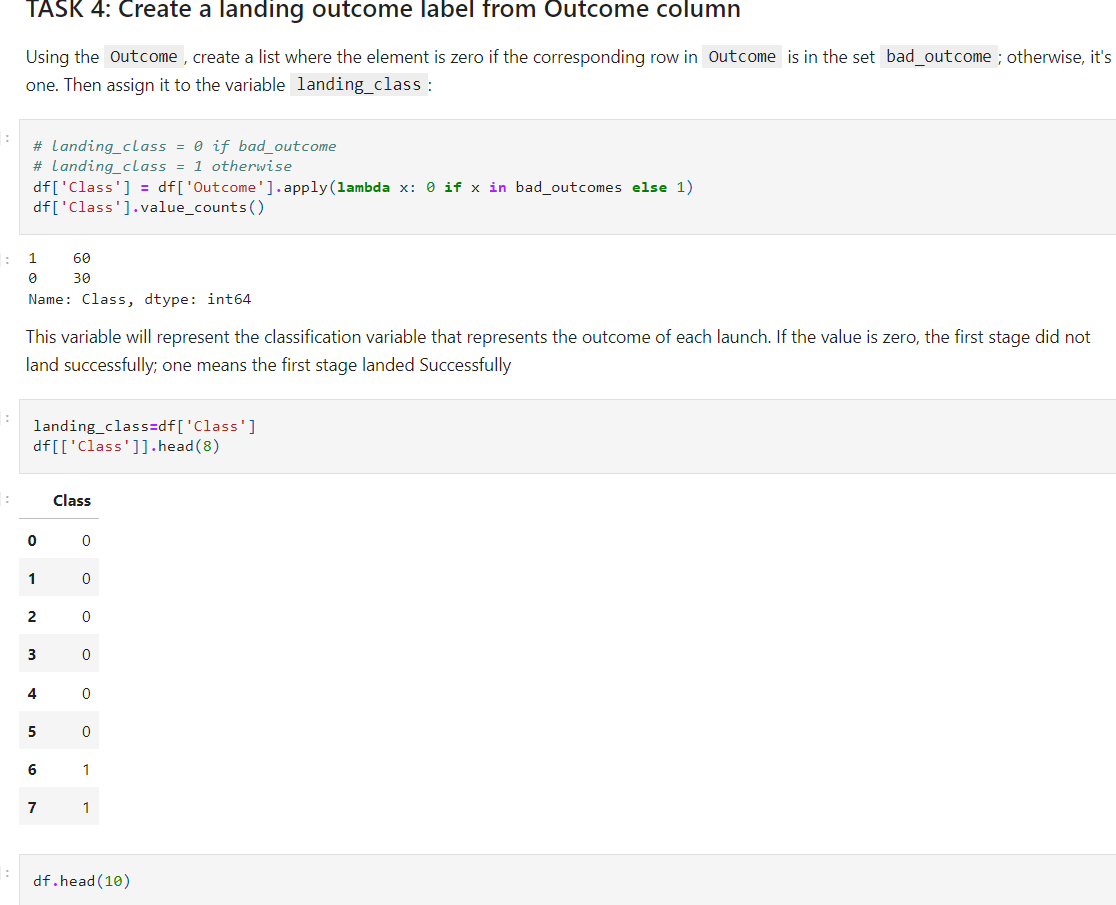 TASK 4: Create a landing outcome label from Outcome column
Using the Outcome , create a list where the element is zero if the corresponding row in Outcome is in the set bad_outcome ; otherwise, it's
one. Then assign it to the variable landing_class :
# landing_class = 0 if bad_outcome
# landing_class = 1 otherwise
df['Class'] = df['Outcome'].apply(lambda x: 0 if x in bad_outcomes else 1)
df['Class'].value_counts()
1    60
0    30
Name: Class, dtype: int64
This variable will represent the classification variable that represents the outcome of each launch. If the value is zero, the first stage did not
land successfully; one means the first stage landed Successfully
landing_class=df['Class']
df[['Class']].head(8)
Class
0 0
1 0
2 0
3 0
4 0
5 0
6 1
7 1
df.head(10)